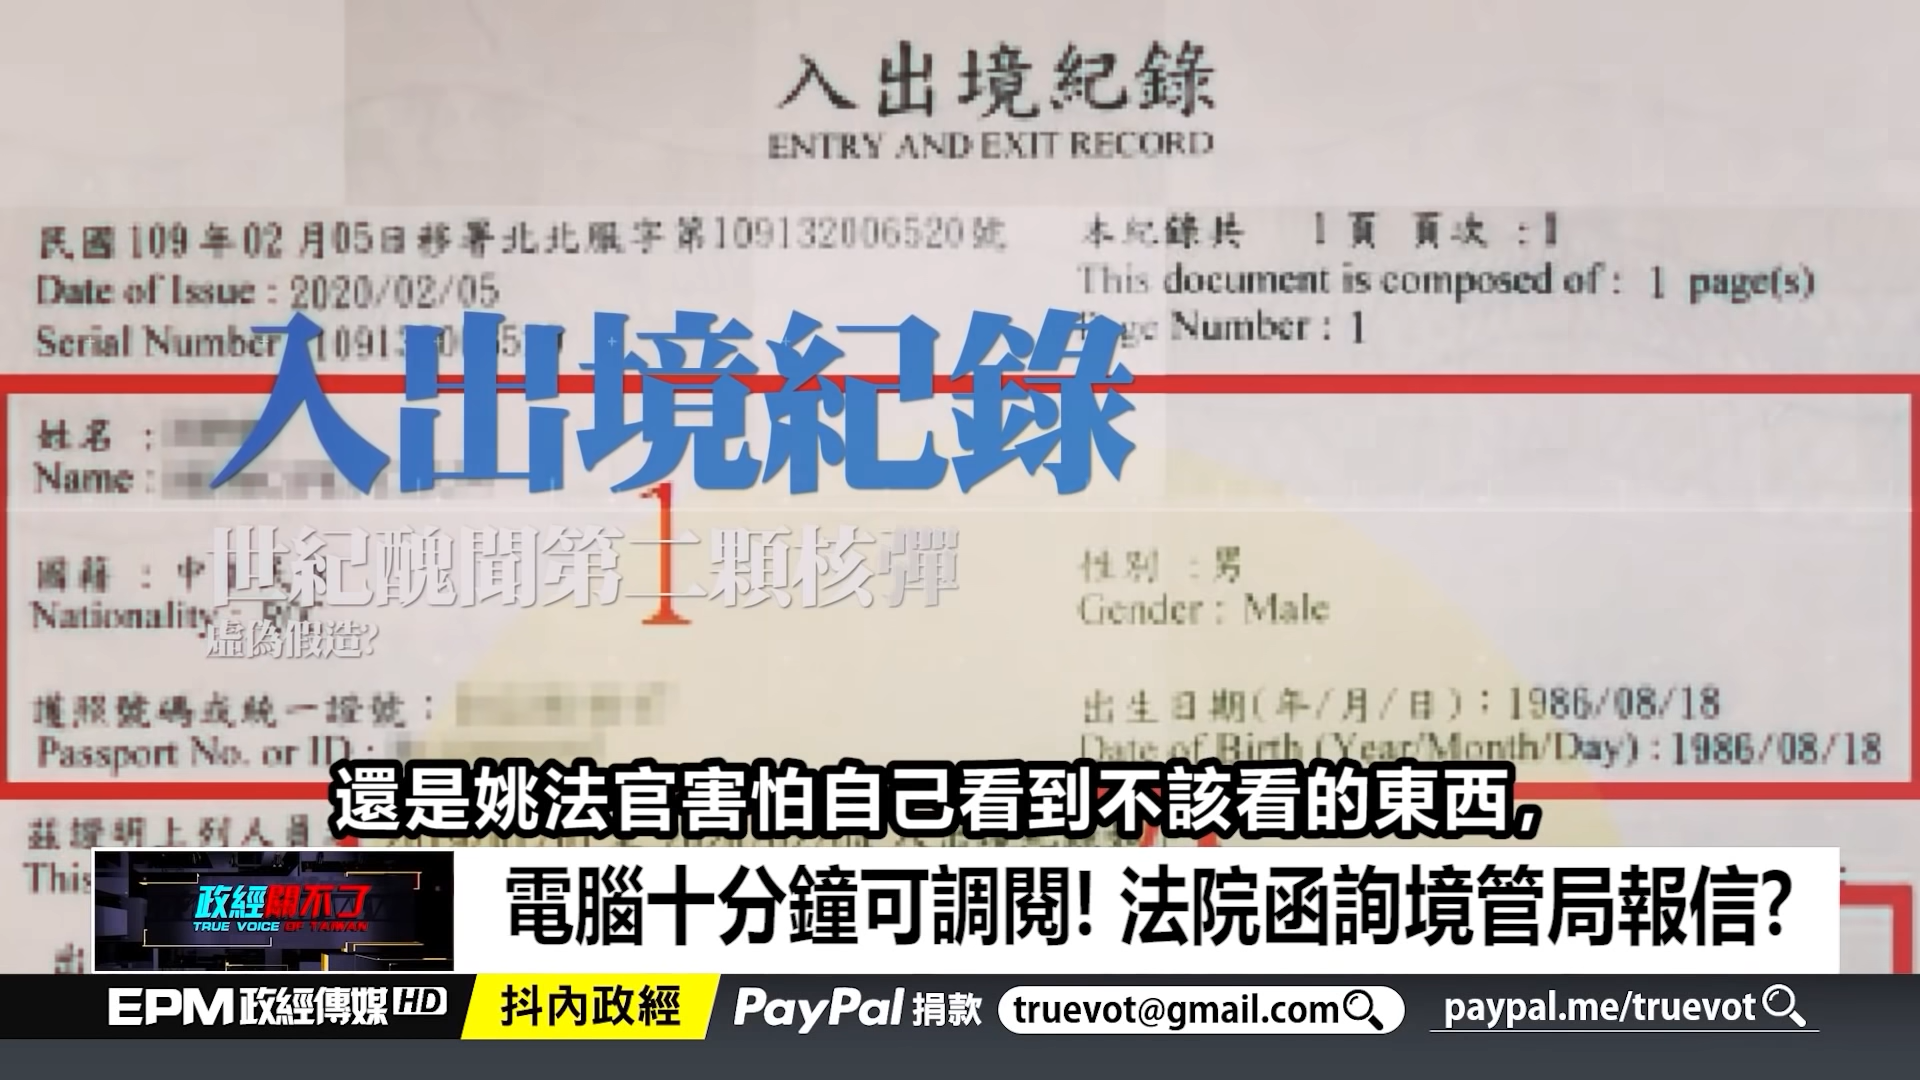 入出境紀錄
ENTRY AND EXIT RECORD
民國109年02月05日移署北北服字第109132006520號
本紀錄共 1頁 頁次 :1
Date of Issue : 2020/02/05
This document is composed of : 1 page(s)
Serial Number
Page Number : 1
入出境紀錄
姓名 :
Name :
1
世紀醜聞第二顆核彈
虛偽假造?
國籍 : 中
Nationality :
性別 : 男
Gender : Male
護照號碼或統一證號 :
Passport No. or ID :
出生日期(年/月/日) : 1986/08/18
Date of Birth (Year/Month/Day) : 1986/08/18
還是姚法官害怕自己看到不該看的東西,
茲證明上列人員
This
政經關不了
TRUE VOICE OF TAIWAN
電腦十分鐘可調閱! 法院函詢境管局報信?
出
EPM政經傳媒HD
抖內政經
PayPal 捐款
truevot@gmail.com
paypal.me/truevot